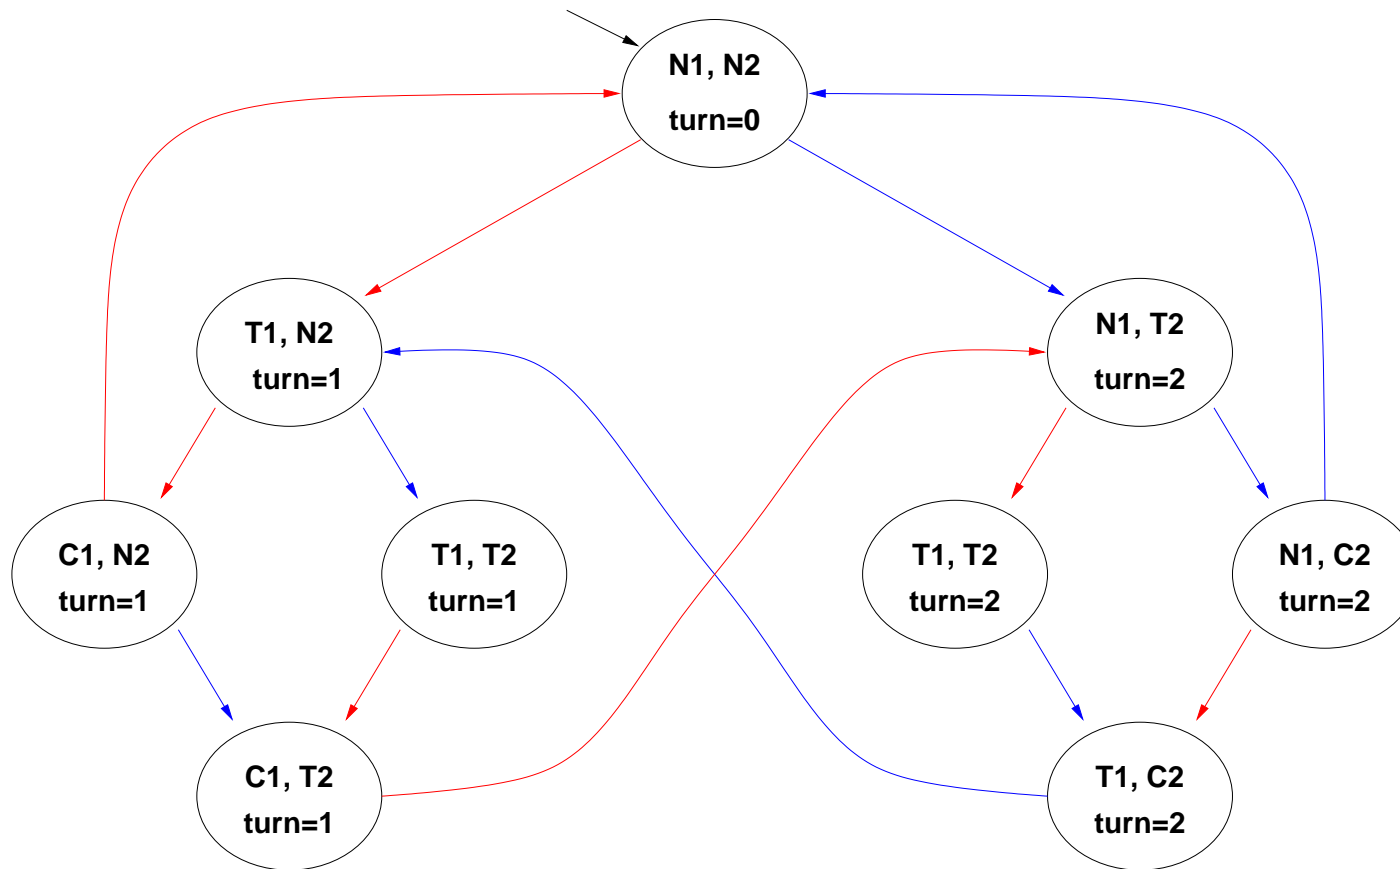 N1, N2
turn=0
T1, N2
turn=1
N1, T2
turn=2
C1, N2
turn=1
T1, T2
turn=1
T1, T2
turn=2
N1, C2
turn=2
C1, T2
turn=1
T1, C2
turn=2